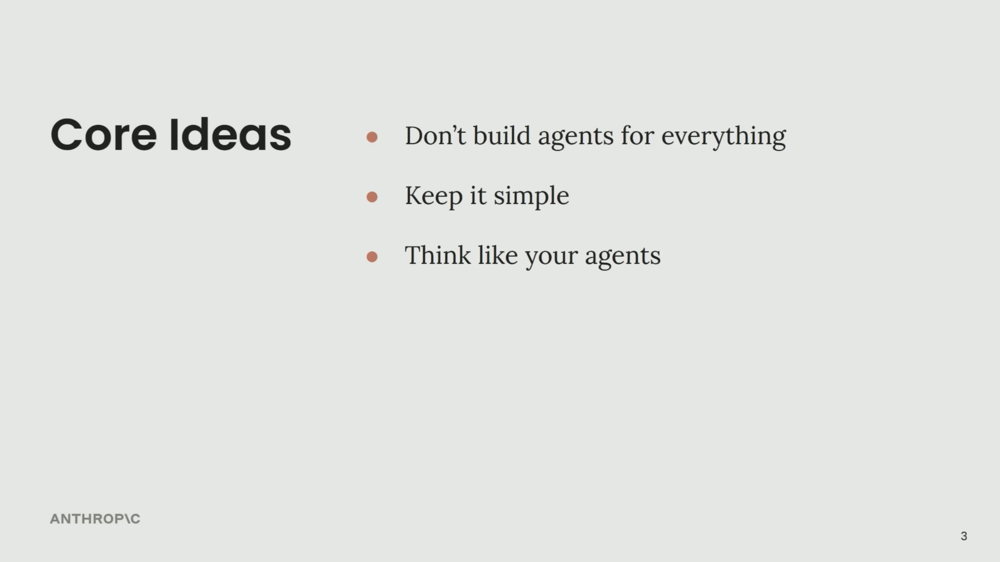 Core Ideas
● Don’t build agents for everything
● Keep it simple
● Think like your agents
ANTHROP\C
3